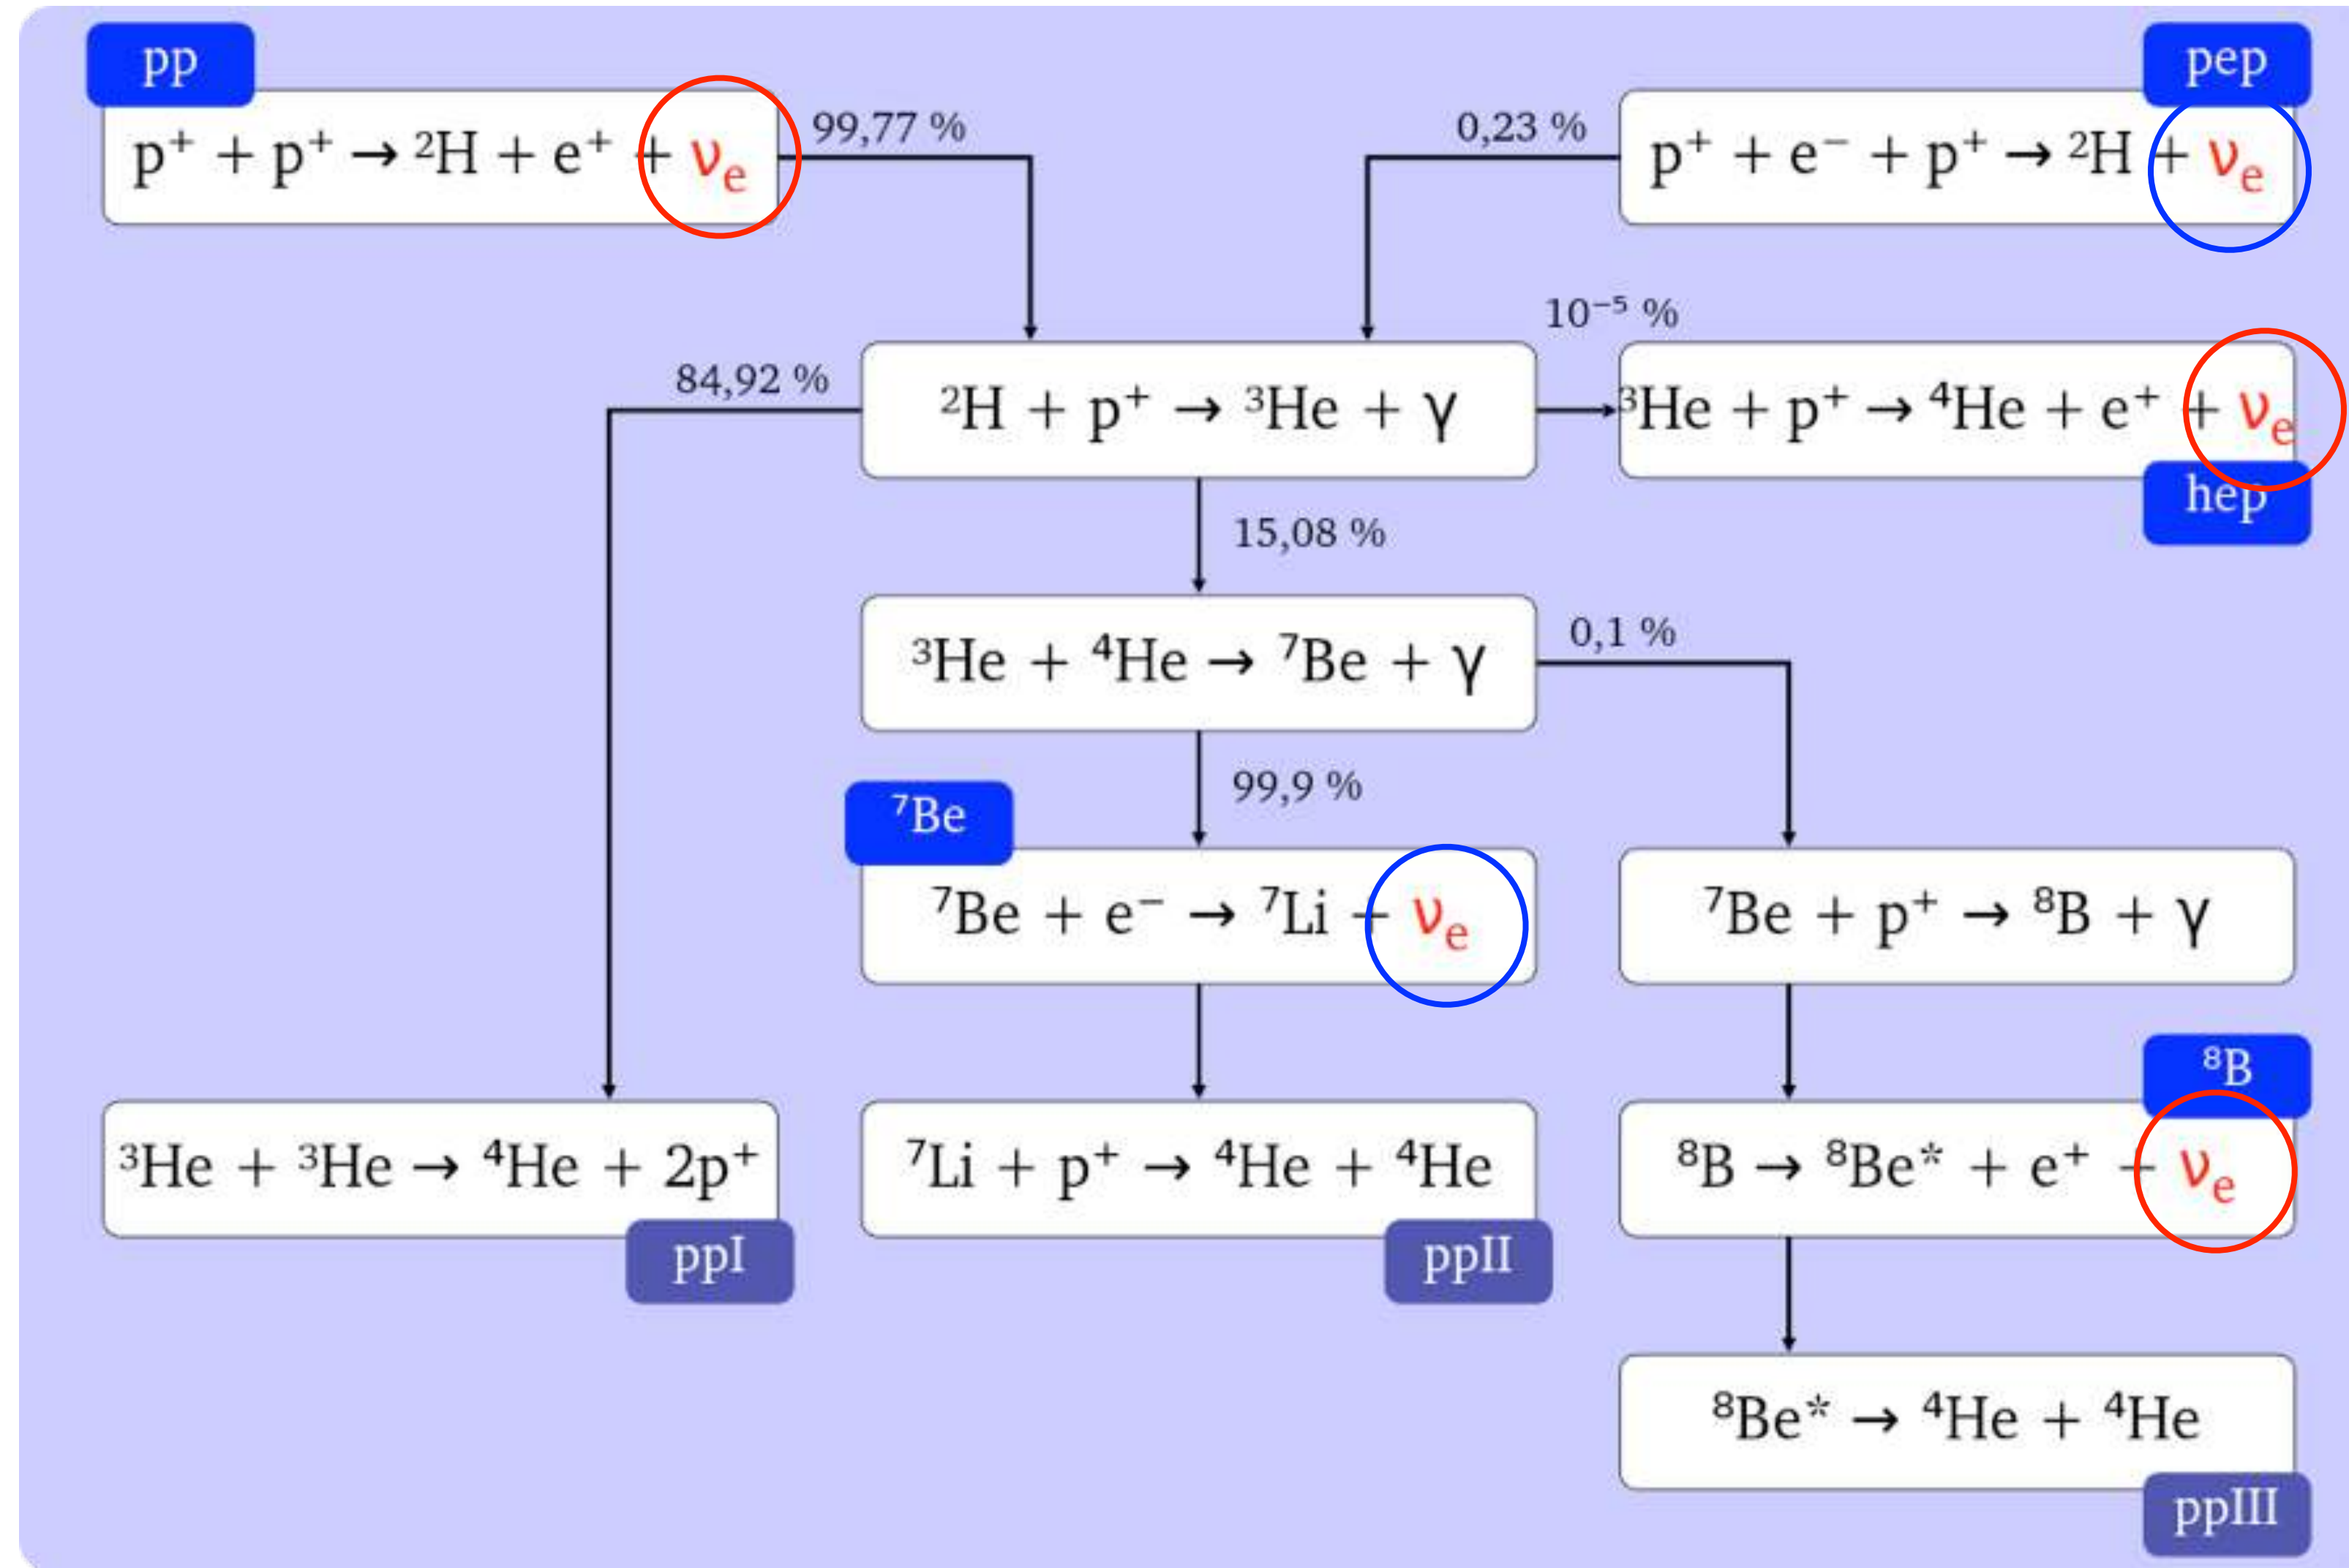 pp
pep
p⁺ + p⁺ → ²H + e⁺ + νₑ
99,77 %
0,23 %
p⁺ + e⁻ + p⁺ → ²H + νₑ
10⁻⁵ %
84,92 %
²H + p⁺ → ³He + γ
³He + p⁺ → ⁴He + e⁺ + νₑ
hep
15,08 %
³He + ⁴He → ⁷Be + γ
0,1 %
99,9 %
⁷Be
⁷Be + e⁻ → ⁷Li + νₑ
⁷Be + p⁺ → ⁸B + γ
⁸B
³He + ³He → ⁴He + 2p⁺
⁷Li + p⁺ → ⁴He + ⁴He
⁸B → ⁸Be* + e⁺ + νₑ
ppI
ppII
⁸Be* → ⁴He + ⁴He
ppIII